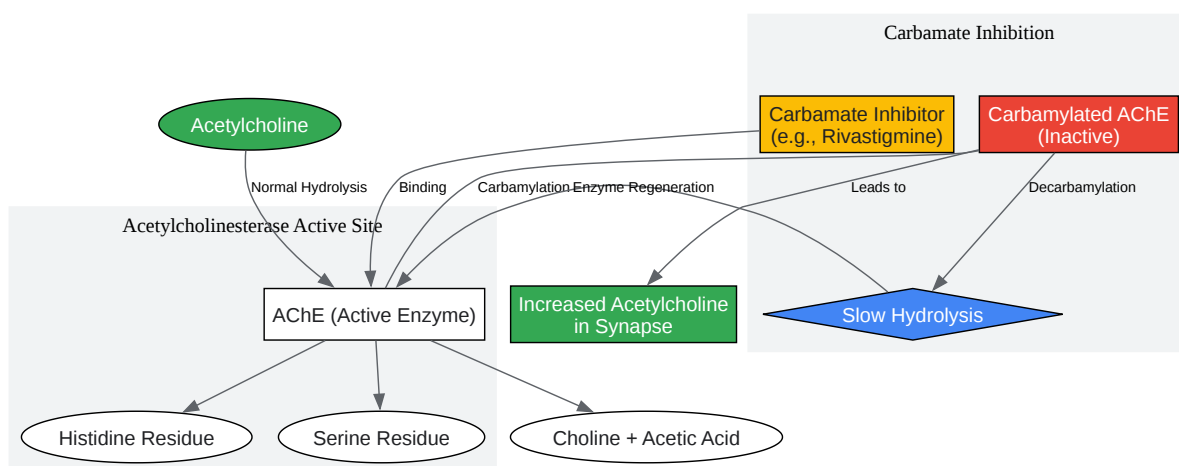 Carbamate Inhibition
Acetylcholine
Carbamate Inhibitor
(e.g., Rivastigmine)
Carbamylated AChE
(Inactive)
Normal Hydrolysis
Binding
Carbamylation
Enzyme Regeneration
Leads to
Decarbamylation
Acetylcholinesterase Active Site
AChE (Active Enzyme)
Increased Acetylcholine
in Synapse
Slow Hydrolysis
Histidine Residue
Serine Residue
Choline + Acetic Acid